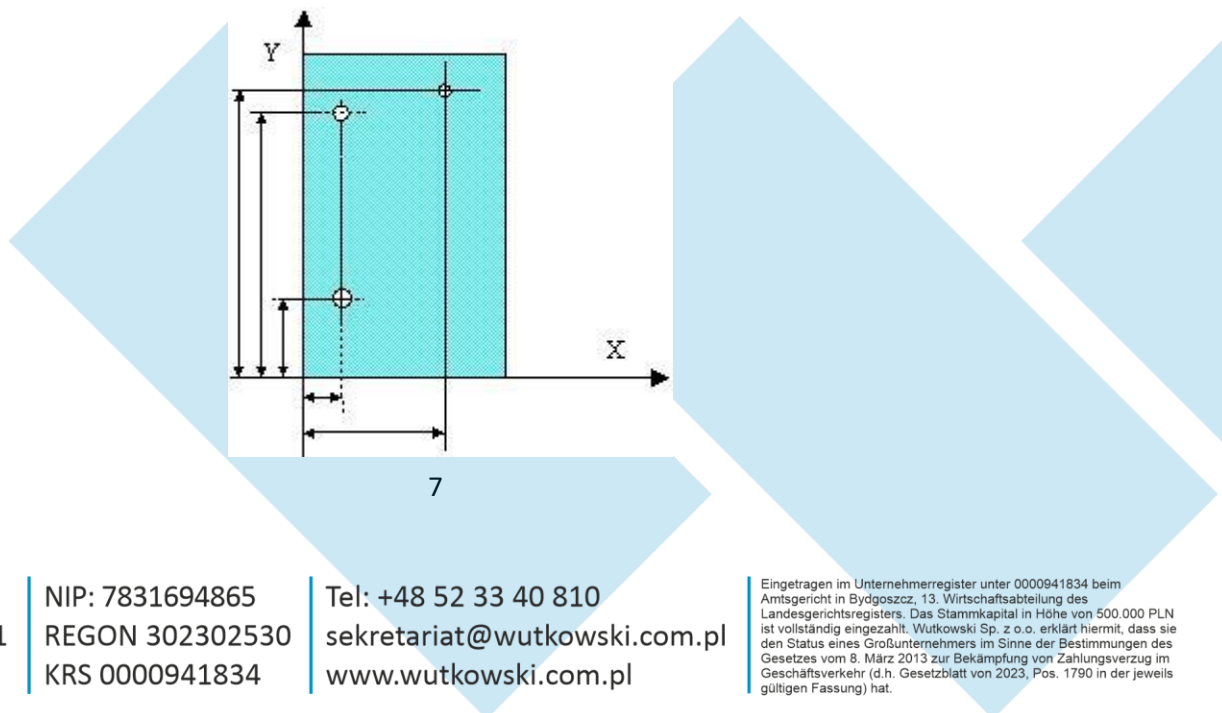 Y
X
7
1
NIP: 7831694865
REGON 302302530
KRS 0000941834
Tel: +48 52 33 40 810
sekretariat@wutkowski.com.pl
www.wutkowski.com.pl
Eingetragen im Unternehmerregister unter 0000941834 beim
Amtsgericht in Bydgoszcz, 13. Wirtschaftsabteilung des
Landesgerichtsregisters. Das Stammkapital in Höhe von 500.000 PLN
ist vollständig eingezahlt. Wutkowski Sp. z o.o. erklärt hiermit, dass sie
den Status eines Großunternehmers im Sinne der Bestimmungen des
Gesetzes vom 8. März 2013 zur Bekämpfung von Zahlungsverzug im
Geschäftsverkehr (d.h. Gesetzblatt von 2023, Pos. 1790 in der jeweils
gültigen Fassung) hat.